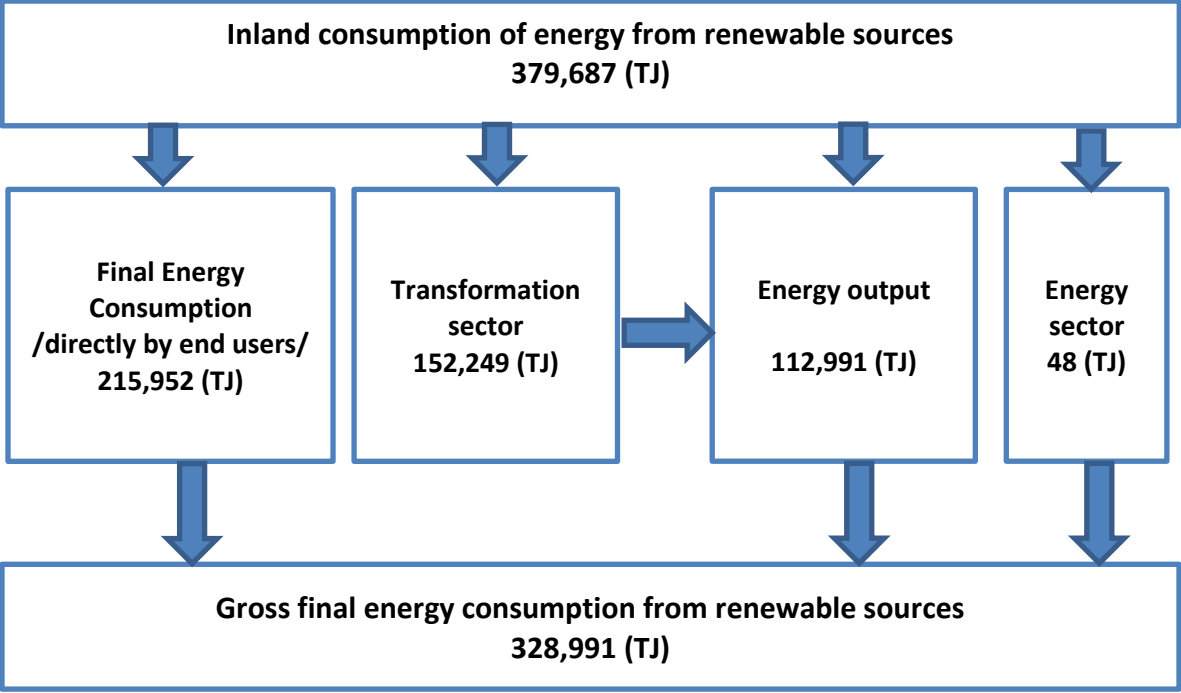 Inland consumption of energy from renewable sources
379,687 (TJ)
Final Energy
Consumption
/directly by end users/
215,952 (TJ)
Transformation
sector
152,249 (TJ)
Energy output
112,991 (TJ)
Energy
sector
48 (TJ)
Gross final energy consumption from renewable sources
328,991 (TJ)